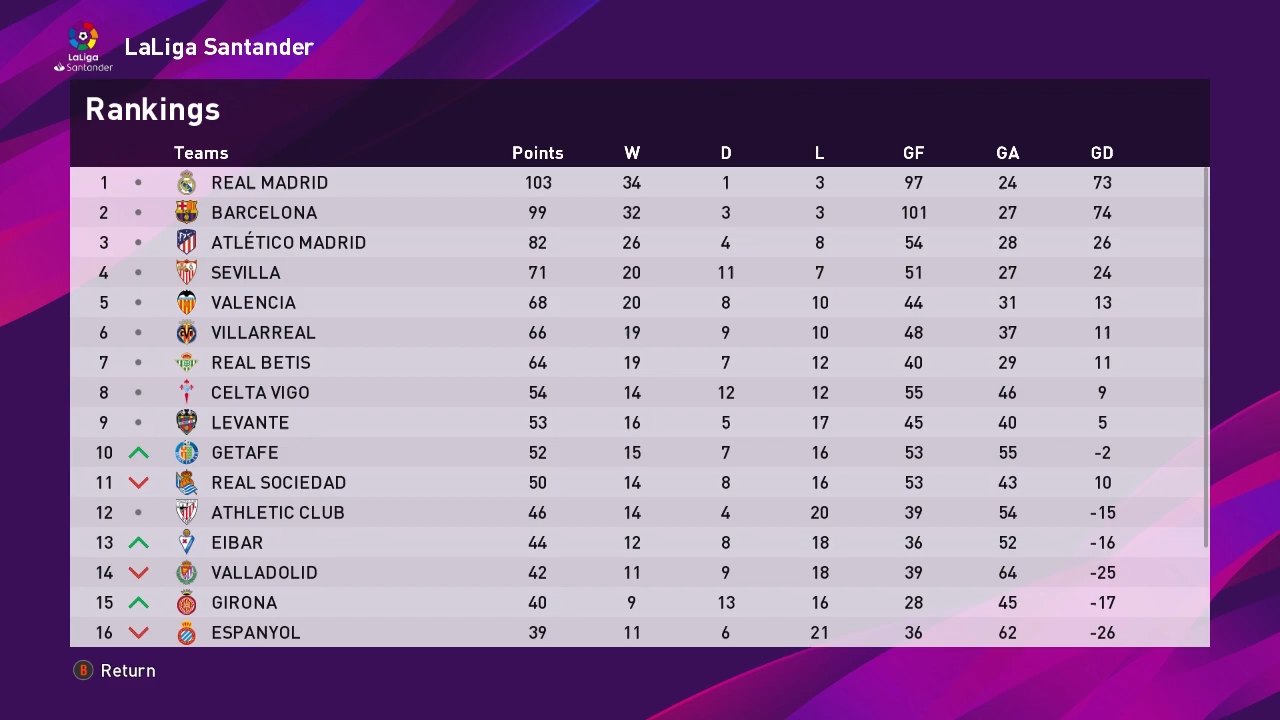 LaLiga
Santander
LaLiga Santander
Rankings
Teams Points W D L GF GA GD
1 REAL MADRID 103 34 1 3 97 24 73
2 BARCELONA 99 32 3 3 101 27 74
3 ATLÉTICO MADRID 82 26 4 8 54 28 26
4 SEVILLA 71 20 11 7 51 27 24
5 VALENCIA 68 20 8 10 44 31 13
6 VILLARREAL 66 19 9 10 48 37 11
7 REAL BETIS 64 19 7 12 40 29 11
8 CELTA VIGO 54 14 12 12 55 46 9
9 LEVANTE 53 16 5 17 45 40 5
10 GETAFE 52 15 7 16 53 55 -2
11 REAL SOCIEDAD 50 14 8 16 53 43 10
12 ATHLETIC CLUB 46 14 4 20 39 54 -15
13 EIBAR 44 12 8 18 36 52 -16
14 VALLADOLID 42 11 9 18 39 64 -25
15 GIRONA 40 9 13 16 28 45 -17
16 ESPANYOL 39 11 6 21 36 62 -26
B Return